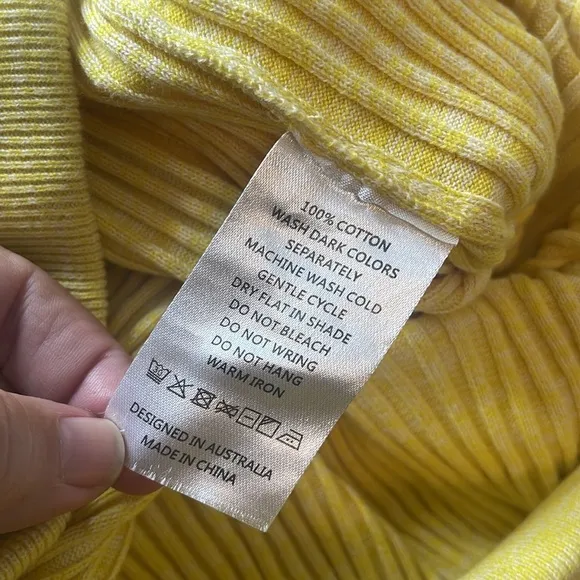 100% COTTON
WASH DARK COLORS
SEPARATELY
MACHINE WASH COLD
GENTLE CYCLE
DRY FLAT IN SHADE
DO NOT BLEACH
DO NOT WRING
DO NOT HANG
WARM IRON
DESIGNED IN AUSTRALIA
MADE IN CHINA